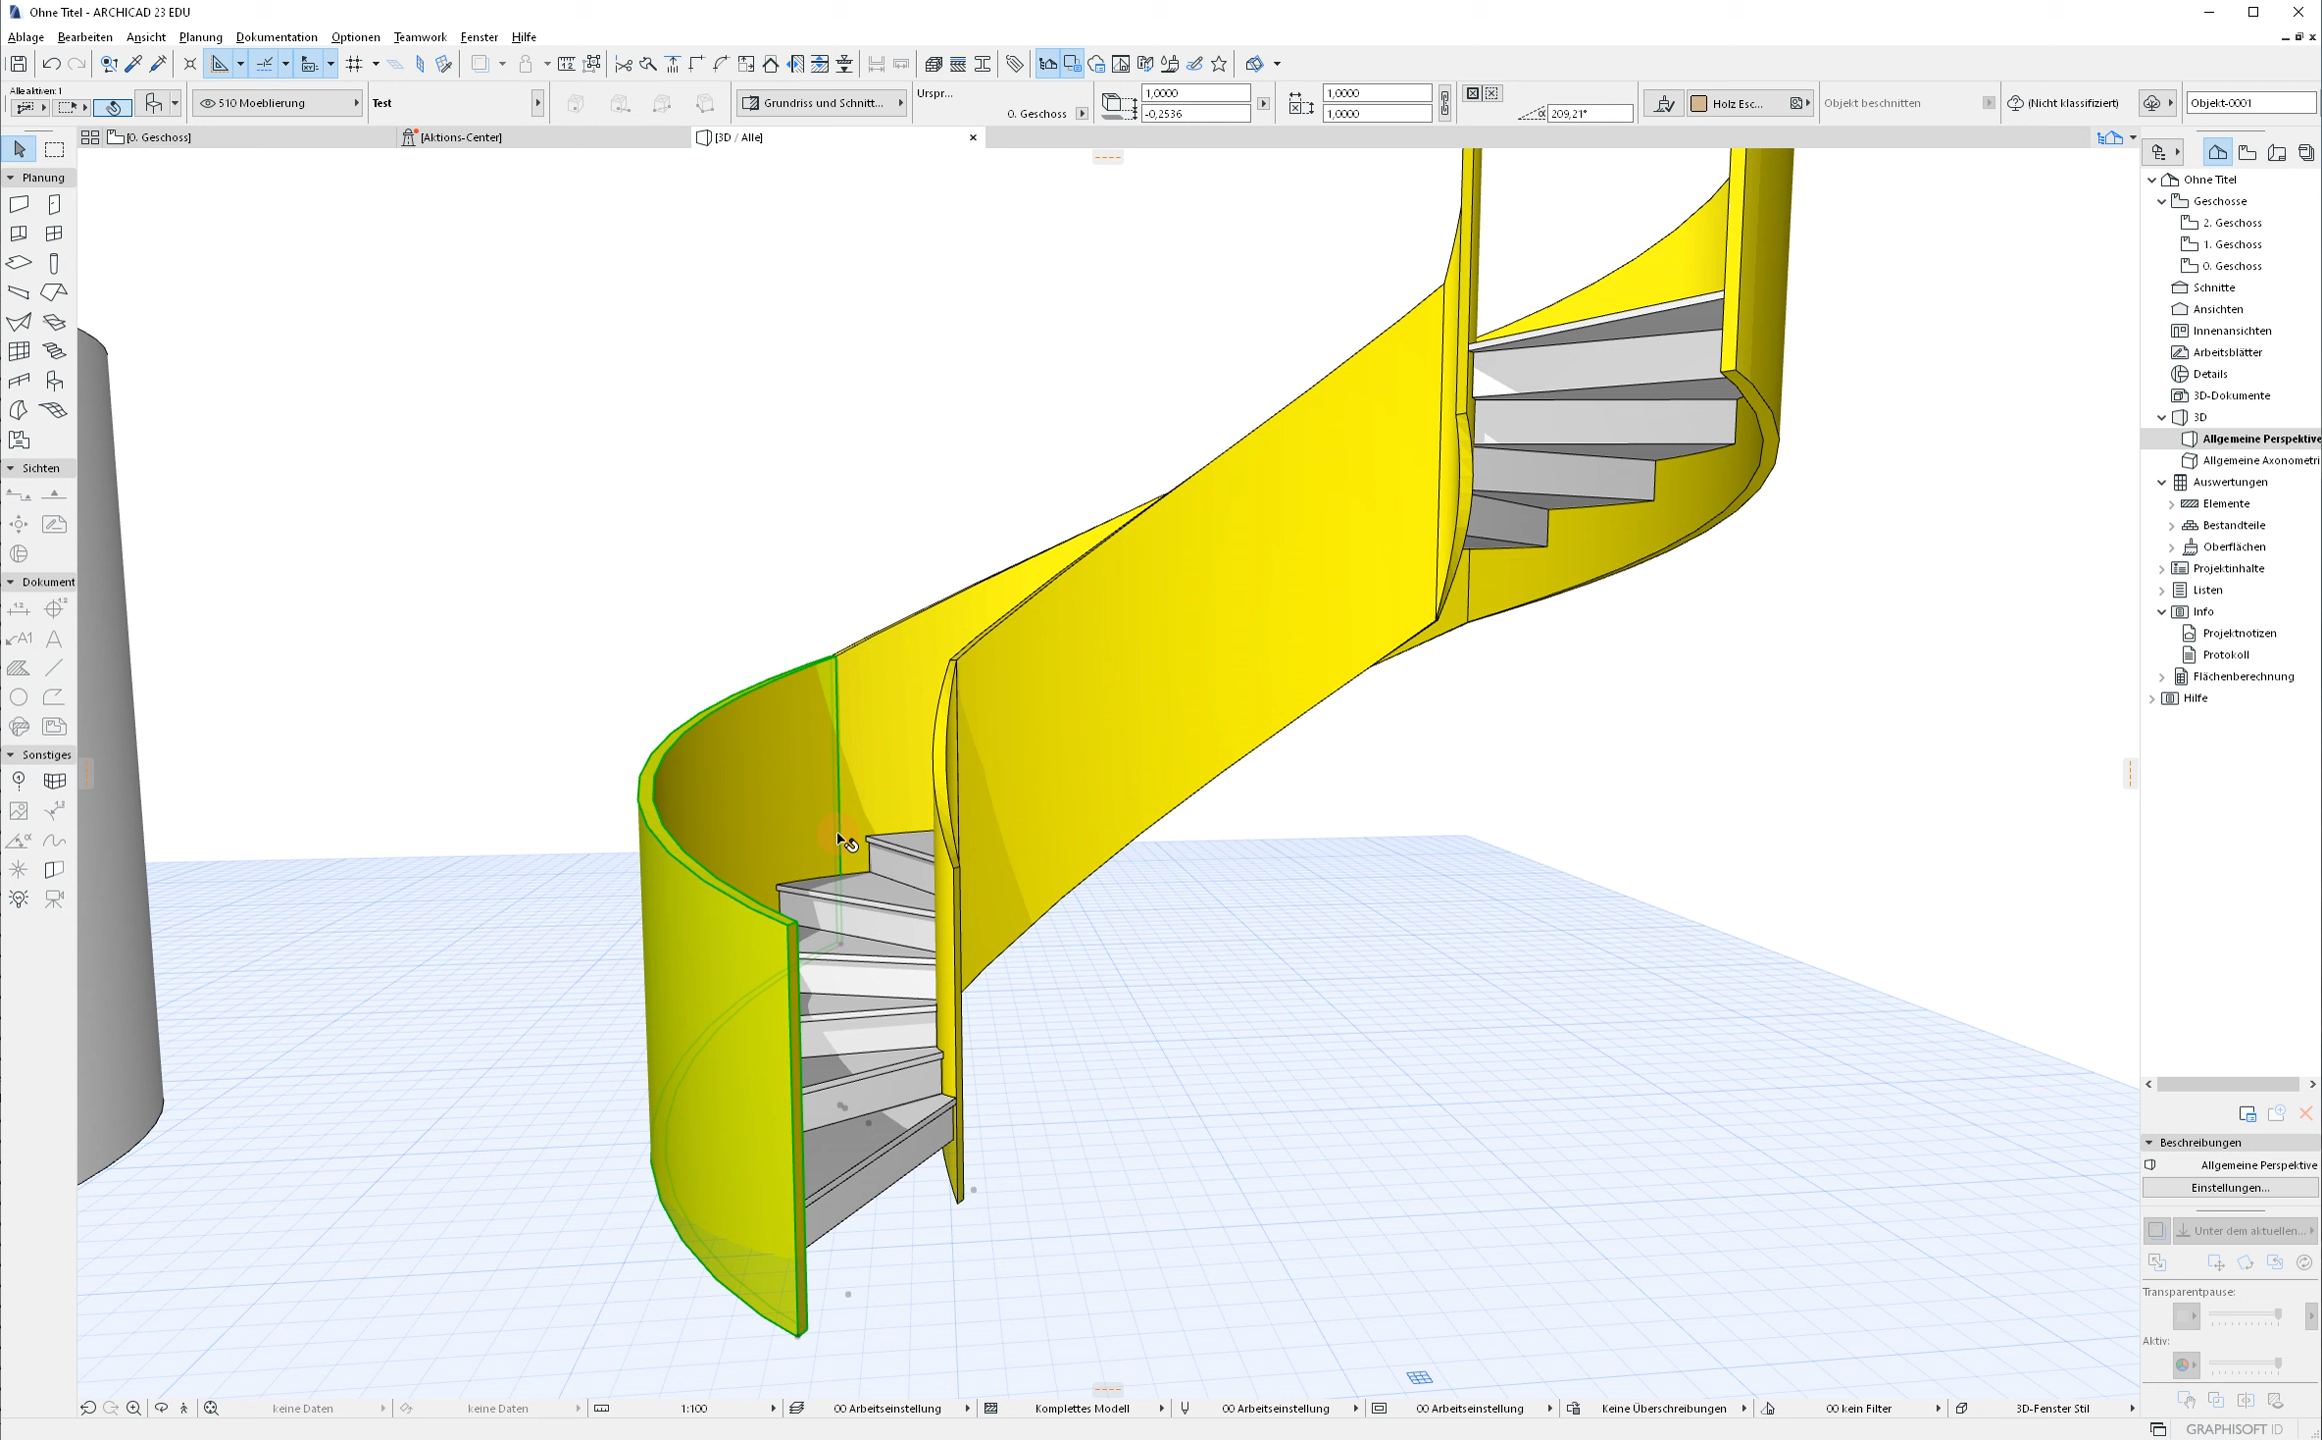 Ohne Titel - ARCHICAD 23 EDU
Ablage Bearbeiten Ansicht Planung Dokumentation Optionen Teamwork Fenster Hilfe
Alle aktiven: 1
510 Moeblierung
Test
Grundriss und Schnitt...
Urspr...
0. Geschoss
1,0000
-0,2536
1,0000
1,0000
209,21°
Holz Esc...
Objekt beschnitten
(Nicht klassifiziert)
Objekt-0001
[0. Geschoss]
[Aktions-Center]
[3D / Alle]
Planung
Sichten
Dokument
Sonstiges
Ohne Titel
Geschosse
2. Geschoss
1. Geschoss
0. Geschoss
Schnitte
Ansichten
Innenansichten
Arbeitsblätter
Details
3D-Dokumente
3D
Allgemeine Perspektive
Allgemeine Axonometri
Auswertungen
Elemente
Bestandteile
Oberflächen
Projektinhalte
Listen
Info
Projektnotizen
Protokoll
Flächenberechnung
Hilfe
Beschreibungen
Allgemeine Perspektive
Einstellungen...
Unter dem aktuellen...
Transparentpause:
Aktiv:
keine Daten
keine Daten
1:100
00 Arbeitseinstellung
Komplettes Modell
00 Arbeitseinstellung
00 Arbeitseinstellung
Keine Überschreibungen
00 kein Filter
3D-Fenster Stil
GRAPHISOFT ID